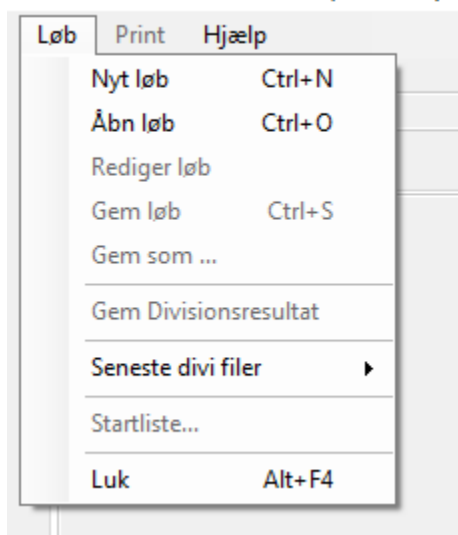 Løb Print Hjælp
Nyt løb Ctrl+N
Åbn løb Ctrl+O
Rediger løb
Gem løb Ctrl+S
Gem som ...
Gem Divisionsresultat
Seneste divi filer
Startliste...
Luk Alt+F4